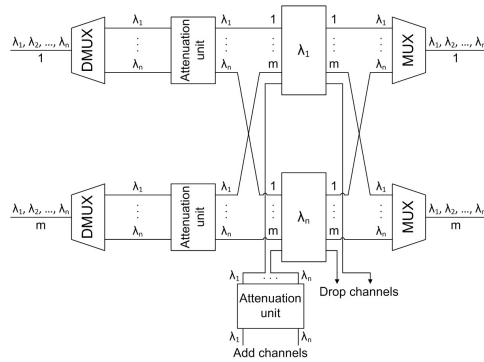 λ₁, λ₂, ..., λₙ
1
DMUX
λ₁
λₙ
Attenuation unit
λ₁
λₙ
1
m
λ₁
1
m
λ₁
λₙ
MUX
λ₁, λ₂, ..., λₙ
1
λ₁, λ₂, ..., λₙ
m
DMUX
λ₁
λₙ
Attenuation unit
λ₁
λₙ
1
m
λₙ
1
m
λ₁
λₙ
MUX
λ₁, λ₂, ..., λₙ
m
λ₁
. . .
λₙ
Attenuation
unit
Drop channels
λ₁
λₙ
Add channels